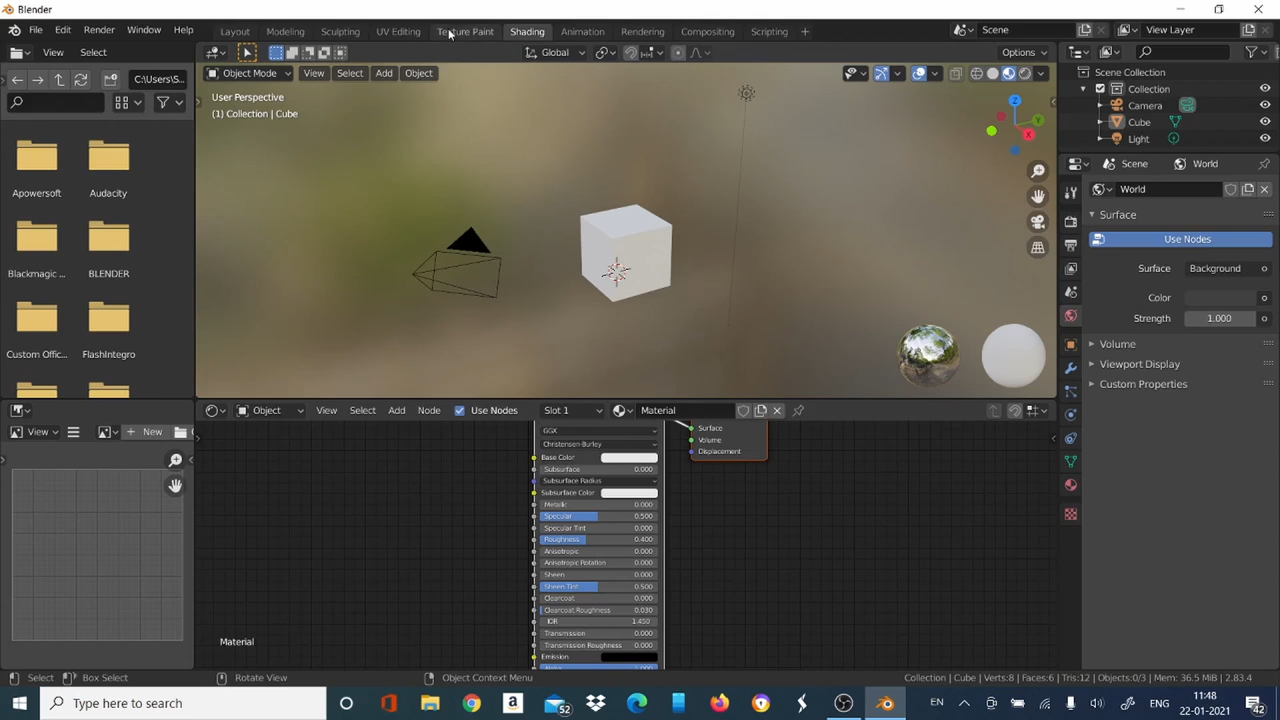 Blender
File Edit Render Window Help
Layout Modeling Sculpting UV Editing Texture Paint Shading Animation Rendering Compositing Scripting +
Scene View Layer
View Select
Global
Options
C:\Users\S...
Object Mode View Select Add Object
User Perspective
(1) Collection | Cube
Z
Y
X
Scene Collection
Collection
Camera
Cube
Light
Scene World
World
Surface
Use Nodes
Surface Background
Color
Strength 1.000
Volume
Viewport Display
Custom Properties
Apowersoft Audacity
Blackmagic ... BLENDER
Custom Offic... FlashIntegro
View New
Object View Select Add Node Use Nodes Slot 1 Material
GGX
Christensen-Burley
Base Color
Subsurface 0.000
Subsurface Radius
Subsurface Color
Metallic 0.000
Specular 0.500
Specular Tint 0.000
Roughness 0.400
Anisotropic 0.000
Anisotropic Rotation 0.000
Sheen 0.000
Sheen Tint 0.500
Clearcoat 0.000
Clearcoat Roughness 0.030
IOR 1.450
Transmission 0.000
Transmission Roughness 0.000
Emission
Surface
Volume
Displacement
Material
Select Box Select Rotate View Object Context Menu
Collection | Cube | Verts:8 | Faces:6 | Tris:12 | Objects:0/3 | Mem: 36.5 MiB | 2.83.4
Type here to search
52
EN
ENG
11:48
22-01-2021
42